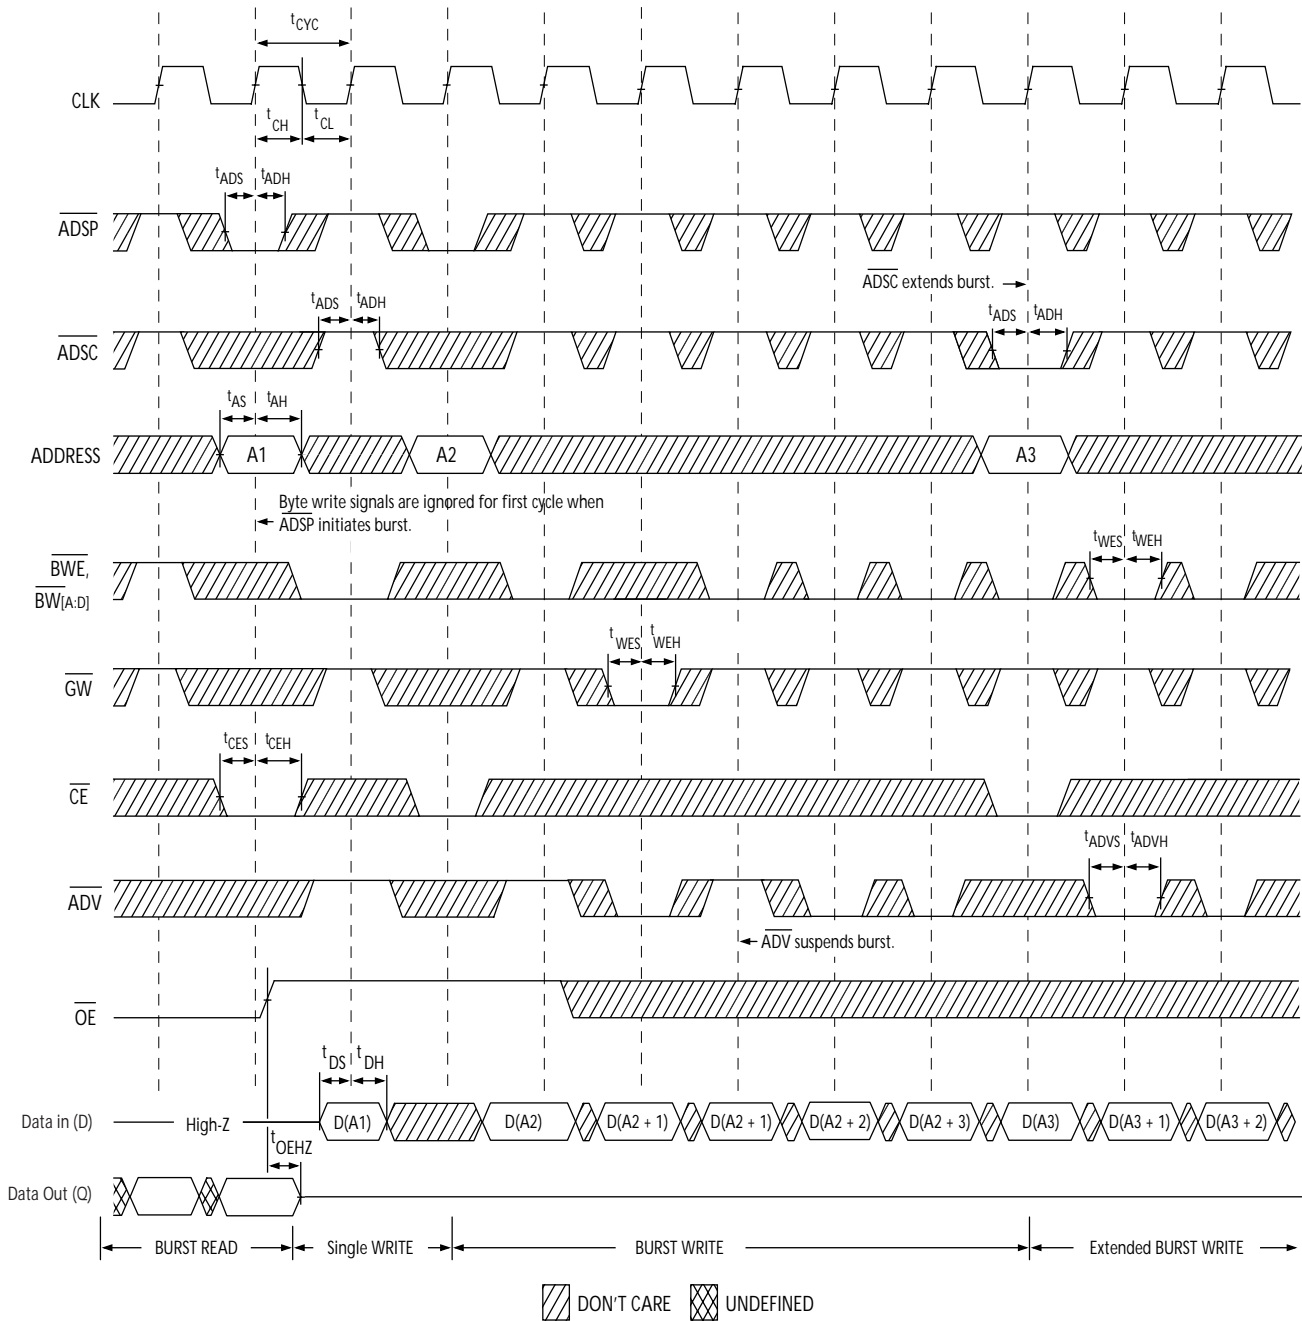 tCYC
CLK
tCH
tCL
tADS
tADH
ADSP
ADSC extends burst.
tADS
tADH
tADS
tADH
ADSC
tAS
tAH
ADDRESS
A1
A2
A3
Byte write signals are ignored for first cycle when
ADSP initiates burst.
tWES
tWEH
BWE,
BW[A:D]
tWES
tWEH
GW
tCES
tCEH
CE
tADVS
tADVH
ADV
ADV suspends burst.
OE
tDS
tDH
Data in (D)
High-Z
D(A1)
D(A2)
D(A2 + 1)
D(A2 + 1)
D(A2 + 2)
D(A2 + 3)
D(A3)
D(A3 + 1)
D(A3 + 2)
tOEHZ
Data Out (Q)
BURST READ
Single WRITE
BURST WRITE
Extended BURST WRITE
DON'T CARE
UNDEFINED